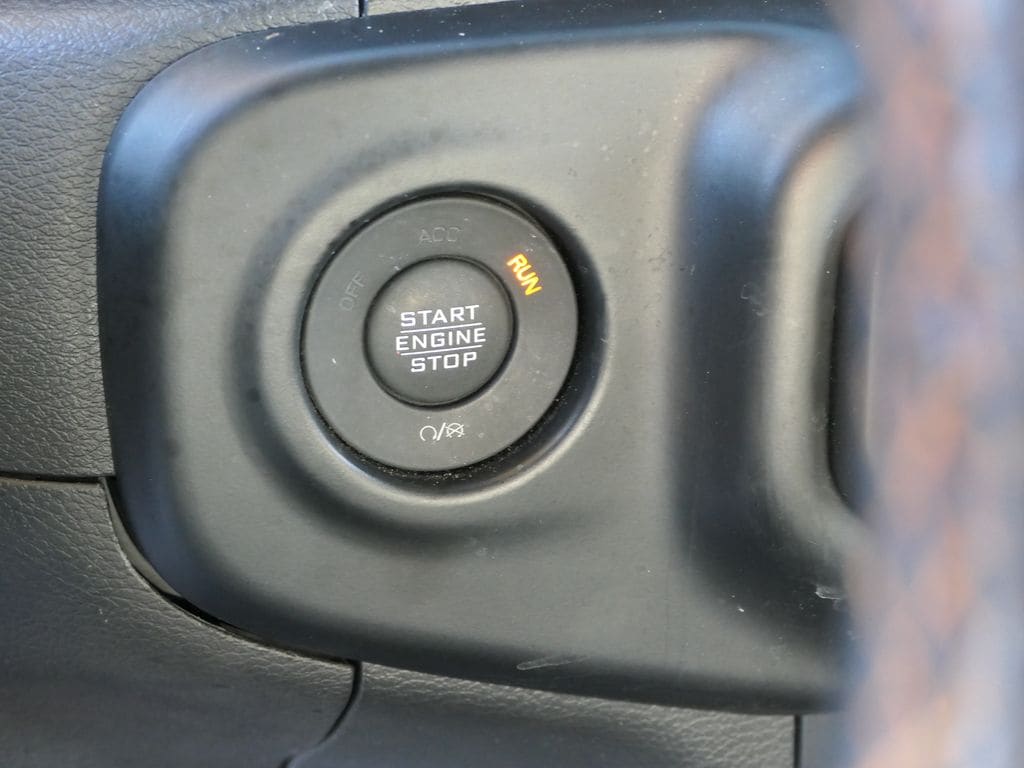 ACC
OFF
RUN
START
ENGINE
STOP